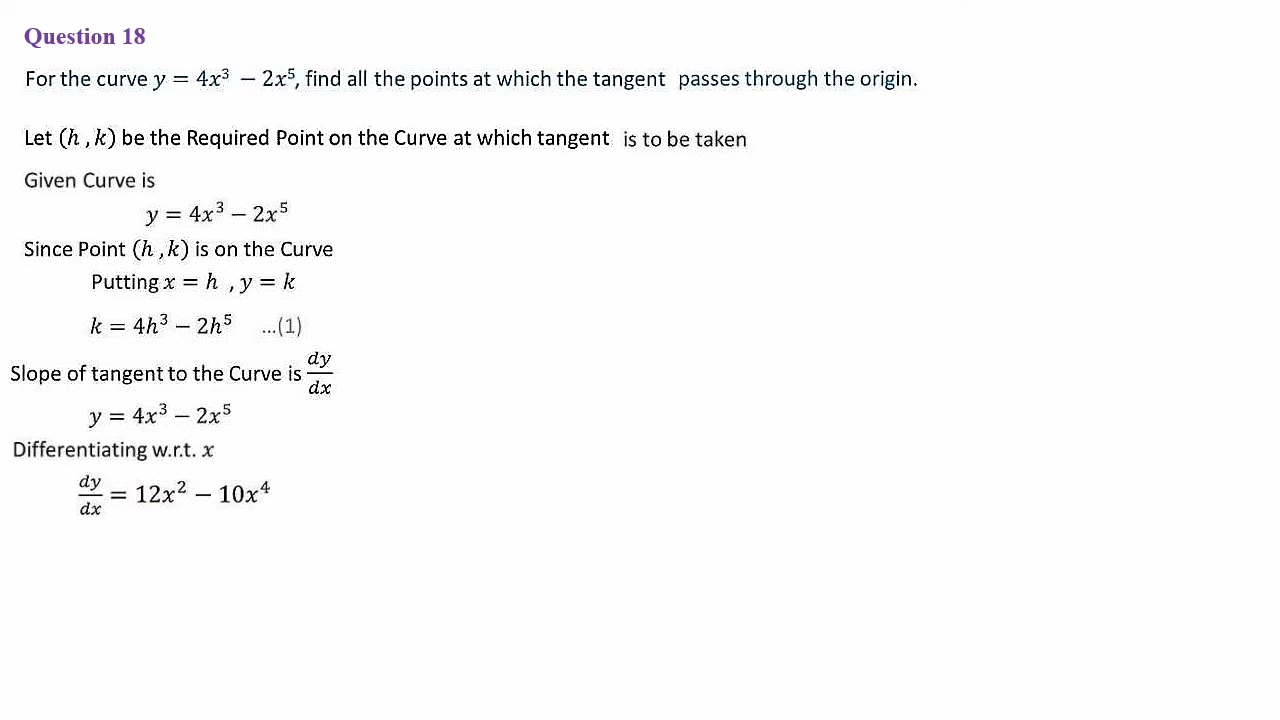 Question 18
For the curve y = 4x³ − 2x⁵, find all the points at which the tangent passes through the origin.
Let (h , k) be the Required Point on the Curve at which tangent is to be taken
Given Curve is
y = 4x³ − 2x⁵
Since Point (h , k) is on the Curve
Putting x = h , y = k
k = 4h³ − 2h⁵ ...(1)
Slope of tangent to the Curve is dy/dx
y = 4x³ − 2x⁵
Differentiating w.r.t. x
dy/dx = 12x² − 10x⁴